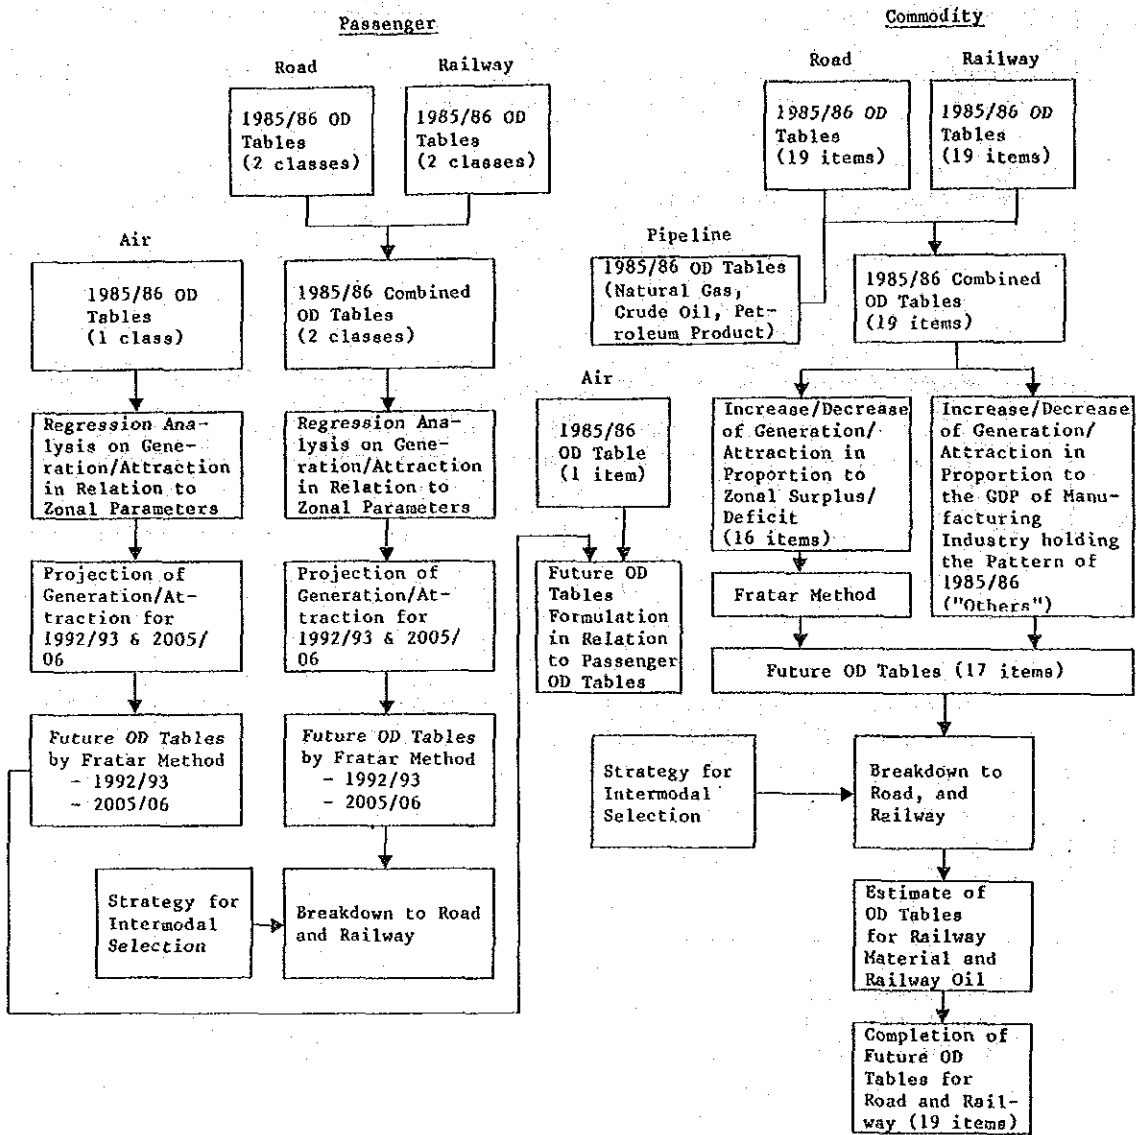 Passenger
Road
Railway
1985/86 OD
Tables
(2 classes)
1985/86 OD
Tables
(2 classes)
Air
1985/86 OD
Tables
(1 class)
1985/86 Combined
OD Tables
(2 classes)
Regression Ana-
lysis on Gene-
ration/Attraction
in Relation to
Zonal Parameters
Regression Ana-
lysis on Gene-
ration/Attraction
in Relation to
Zonal Parameters
Projection of
Generation/At-
traction for
1992/93 & 2005/
06
Projection of
Generation/At-
traction for
1992/93 & 2005/
06
Future OD Tables
by Fratar Method
- 1992/93
- 2005/06
Future OD Tables
by Fratar Method
- 1992/93
- 2005/06
Strategy for
Intermodal
Selection
Breakdown to Road
and Railway
Commodity
Road
Railway
1985/86 OD
Tables
(19 items)
1985/86 OD
Tables
(19 items)
Pipeline
1985/86 OD Tables
(Natural Gas,
Crude Oil, Pet-
roleum Product)
1985/86 Combined
OD Tables
(19 items)
Air
1985/86
OD Table
(1 item)
Increase/Decrease
of Generation/
Attraction in
Proportion to
Zonal Surplus/
Deficit
(16 items)
Increase/Decrease
of Generation/
Attraction in
Proportion to
the GDP of Manu-
facturing
Industry holding
the Pattern of
1985/86
("Others")
Future OD
Tables
Formulation
in Relation
to Passenger
OD Tables
Fratar Method
Future OD Tables (17 items)
Strategy for
Intermodal
Selection
Breakdown to
Road, and
Railway
Estimate of
OD Tables
for Railway
Material and
Railway Oil
Completion of
Future OD
Tables for
Road and Rail-
way (19 items)